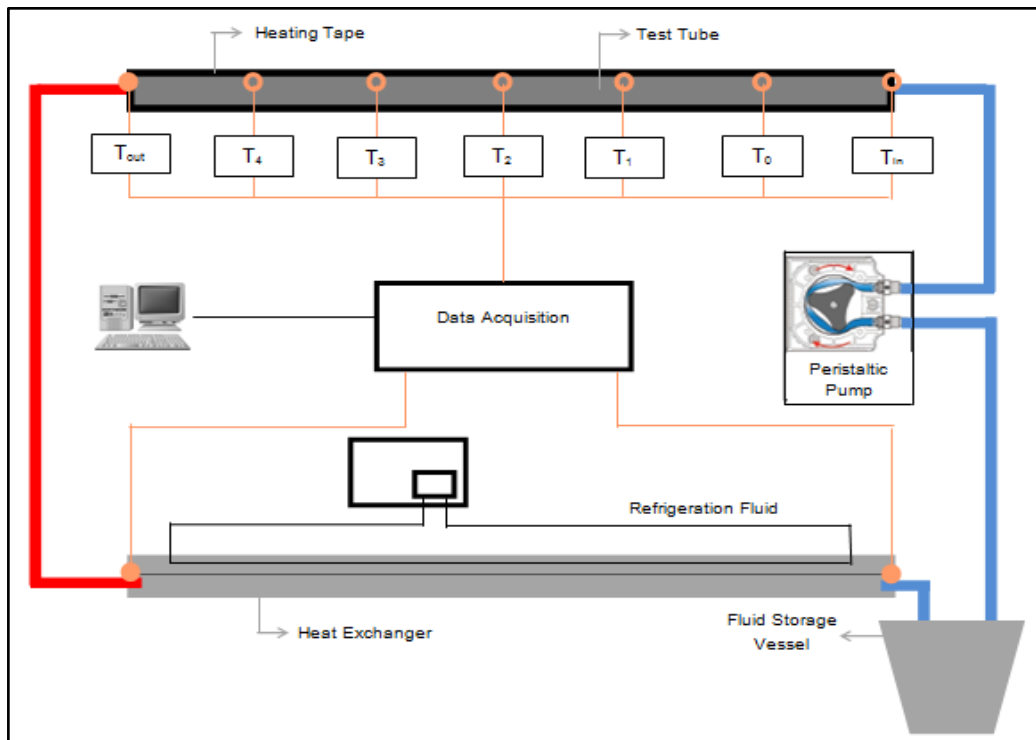 Heating Tape
Test Tube
Tout
T4
T3
T2
T1
T0
Tin
Data Acquisition
Peristaltic
Pump
Refrigeration Fluid
Heat Exchanger
Fluid Storage
Vessel